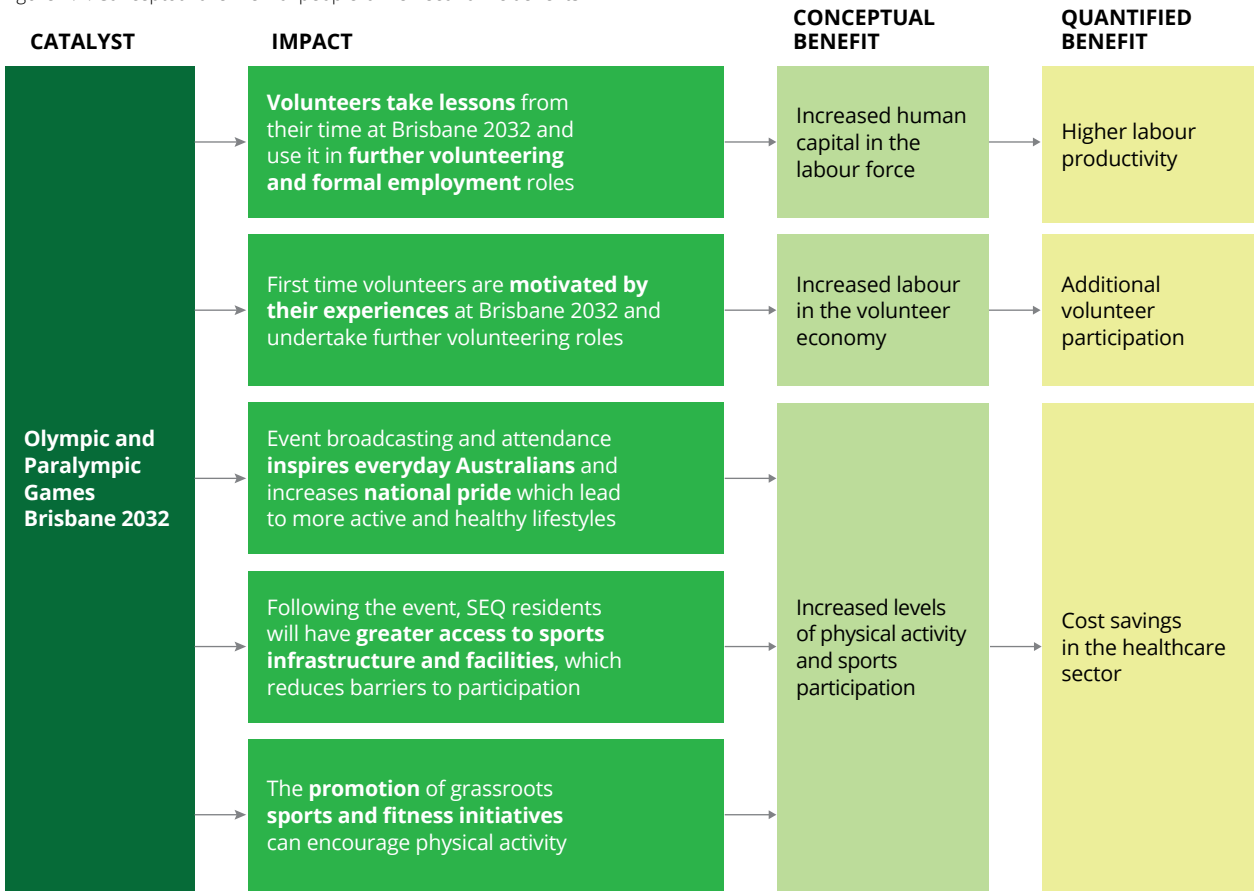 CATALYST
IMPACT
CONCEPTUAL
BENEFIT
QUANTIFIED
BENEFIT
Olympic and
Paralympic
Games
Brisbane 2032
Volunteers take lessons from
their time at Brisbane 2032 and
use it in further volunteering
and formal employment roles
Increased human
capital in the
labour force
Higher labour
productivity
First time volunteers are motivated by
their experiences at Brisbane 2032 and
undertake further volunteering roles
Increased labour
in the volunteer
economy
Additional
volunteer
participation
Event broadcasting and attendance
inspires everyday Australians and
increases national pride which lead
to more active and healthy lifestyles
Following the event, SEQ residents
will have greater access to sports
infrastructure and facilities, which
reduces barriers to participation
The promotion of grassroots
sports and fitness initiatives
can encourage physical activity
Increased levels
of physical activity
and sports
participation
Cost savings
in the healthcare
sector